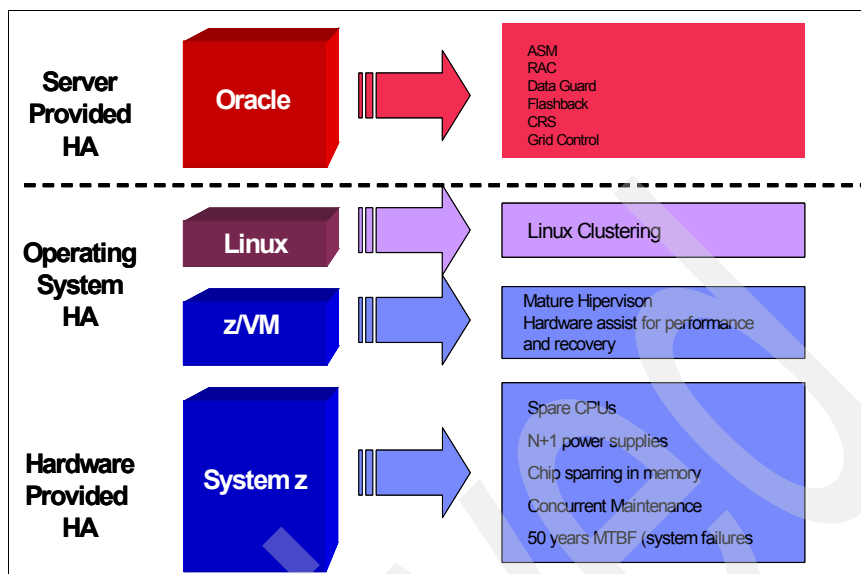 Server
Provided
HA
Oracle
ASM
RAC
Data Guard
Flashback
CRS
Grid Control
Operating
System
HA
Linux
Linux Clustering
z/VM
Mature Hipervison
Hardware assist for performance
and recovery
Hardware
Provided
HA
System z
Spare CPUs
N+1 power supplies
Chip sparring in memory
Concurrent Maintenance
50 years MTBF (system failures